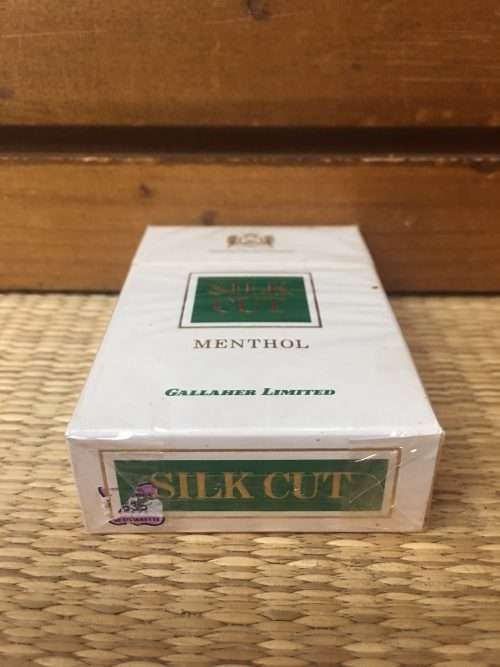 SILK
CUT
MENTHOL
GALLAHER LIMITED
SILK CUT